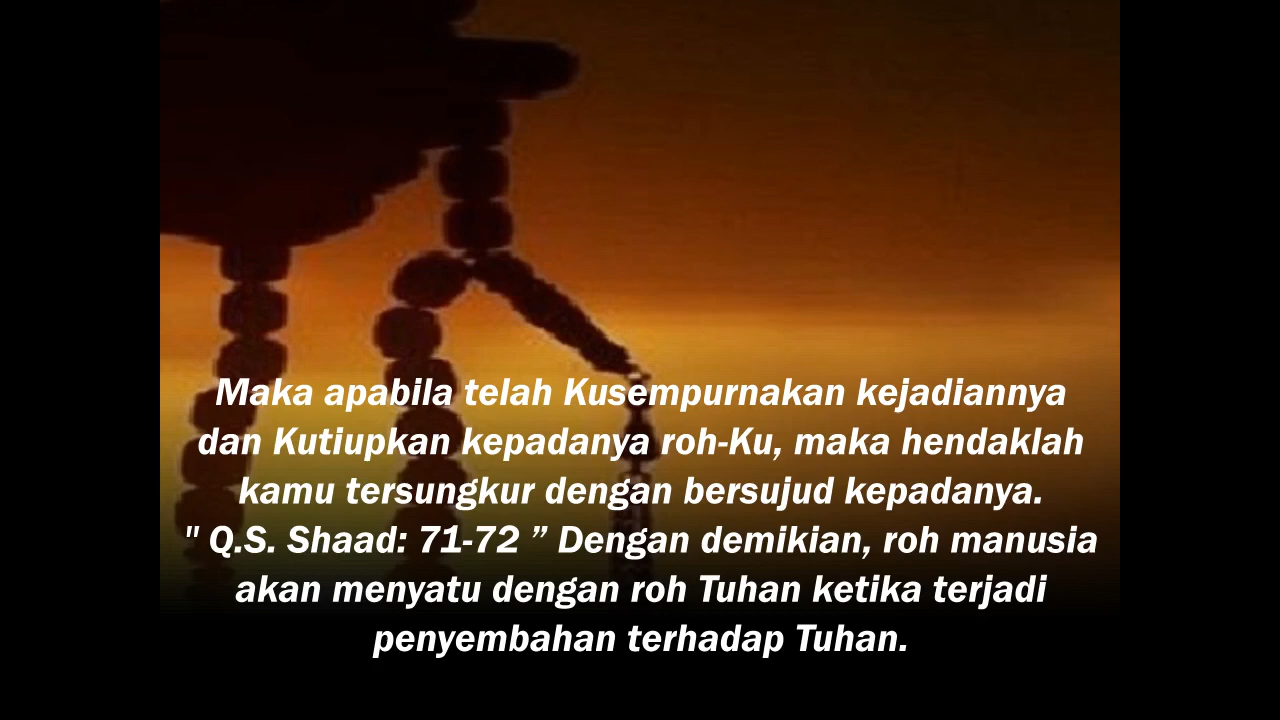 Maka apabila telah Kusempurnakan kejadiannya
dan Kutiupkan kepadanya roh-Ku, maka hendaklah
kamu tersungkur dengan bersujud kepadanya.
" Q.S. Shaad: 71-72 ” Dengan demikian, roh manusia
akan menyatu dengan roh Tuhan ketika terjadi
penyembahan terhadap Tuhan.